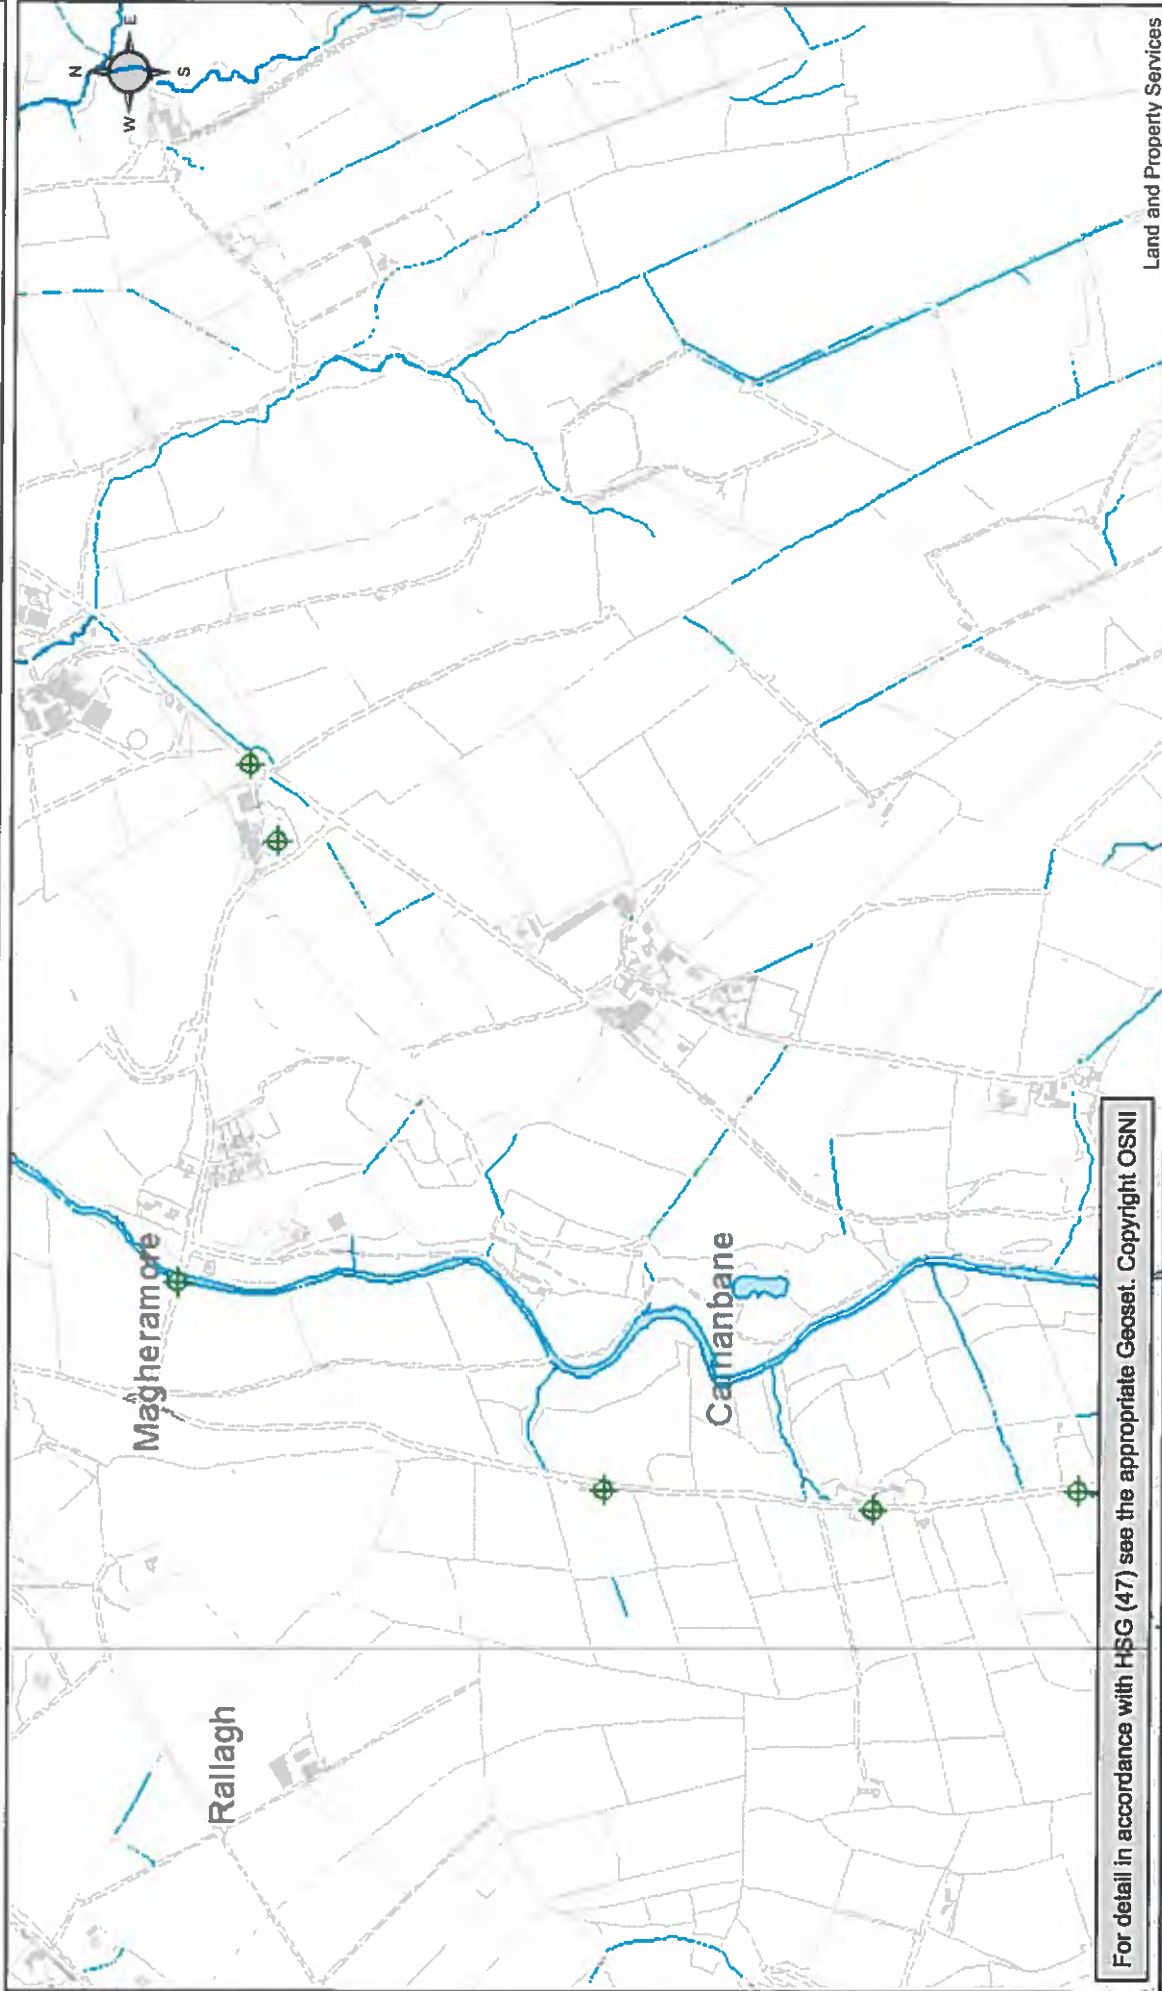 N
E
S
W
Magheramore
Rallagh
Camanbane
For detail in accordance with HSG (47) see the appropriate Geoset. Copyright OSNI
Land and Property Services